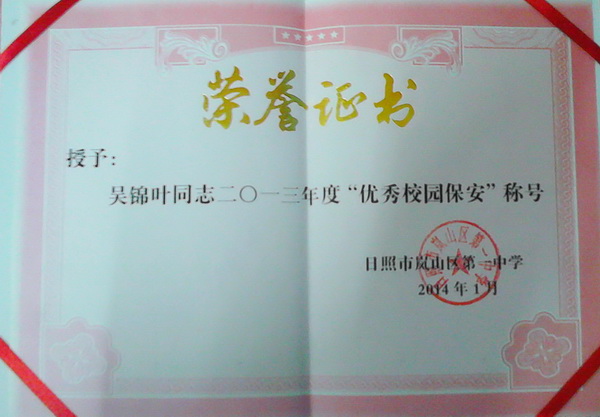 荣誉证书
授予：
吴锦叶同志二〇一三年度“优秀校园保安”称号
日照市岚山区第一中学
2014年1月